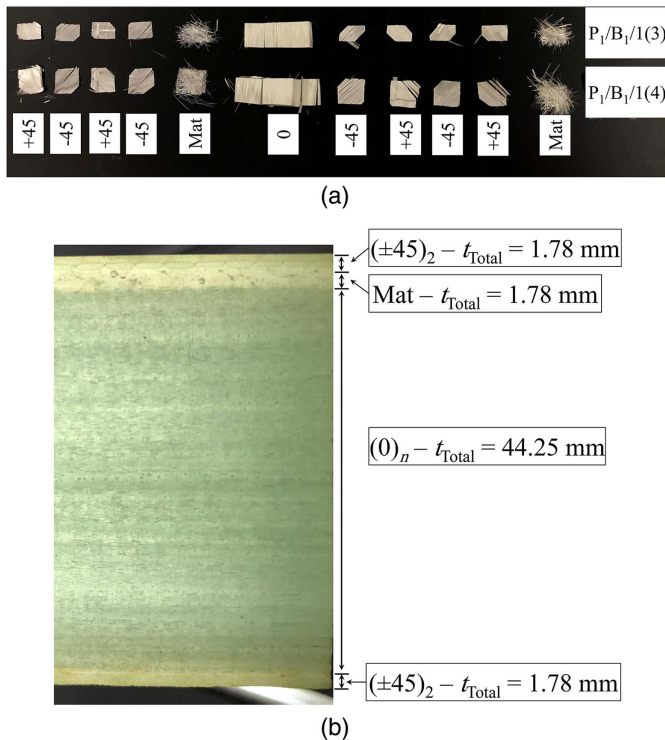 P1/B1/1(3)
P1/B1/1(4)
+45
-45
+45
-45
Mat
0
-45
+45
-45
+45
Mat
(a)
(±45)2 – tTotal = 1.78 mm
Mat – tTotal = 1.78 mm
(0)n – tTotal = 44.25 mm
(±45)2 – tTotal = 1.78 mm
(b)